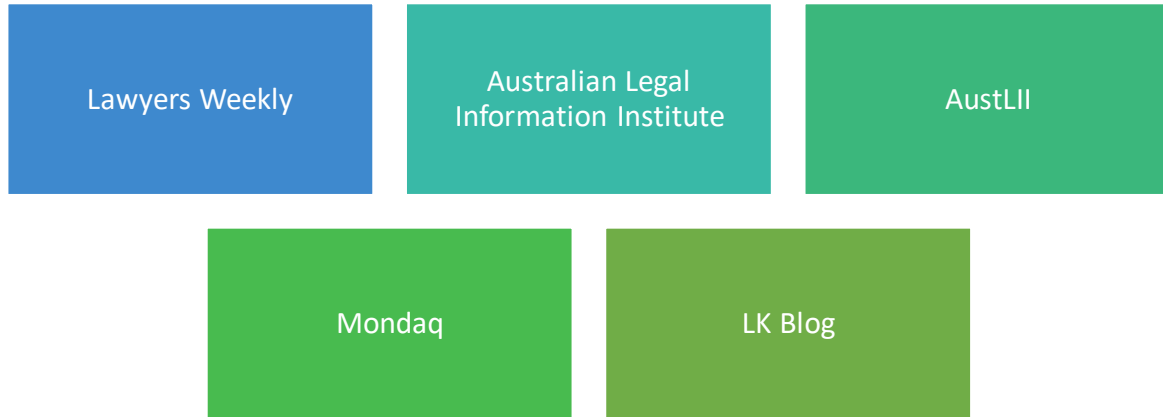 Lawyers Weekly
Australian Legal
Information Institute
AustLII
Mondaq
LK Blog